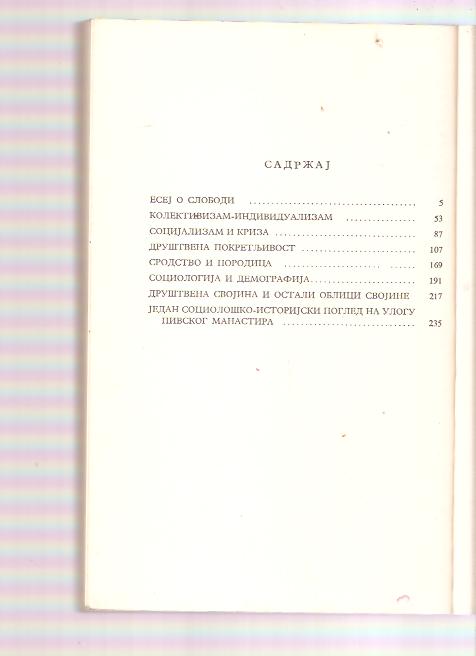 САДРЖАЈ
ЕСЕЈ О СЛОБОДИ ................................... 5
КОЛЕКТИВИЗАМ-ИНДИВИДУАЛИЗАМ ............... 53
СОЦИЈАЛИЗАМ И КРИЗА ............................. 87
ДРУШТВЕНА ПОКРЕТЉИВОСТ ......................... 107
СРОДСТВО И ПОРОДИЦА ............................ 169
СОЦИОЛОГИЈА И ДЕМОГРАФИЈА ...................... 191
ДРУШТВЕНА СВОЈИНА И ОСТАЛИ ОБЛИЦИ СВОЈИНЕ 217
ЈЕДАН СОЦИОЛОШКО-ИСТОРИЈСКИ ПОГЛЕД НА УЛОГУ
ПИВСКОГ МАНАСТИРА ............................. 235